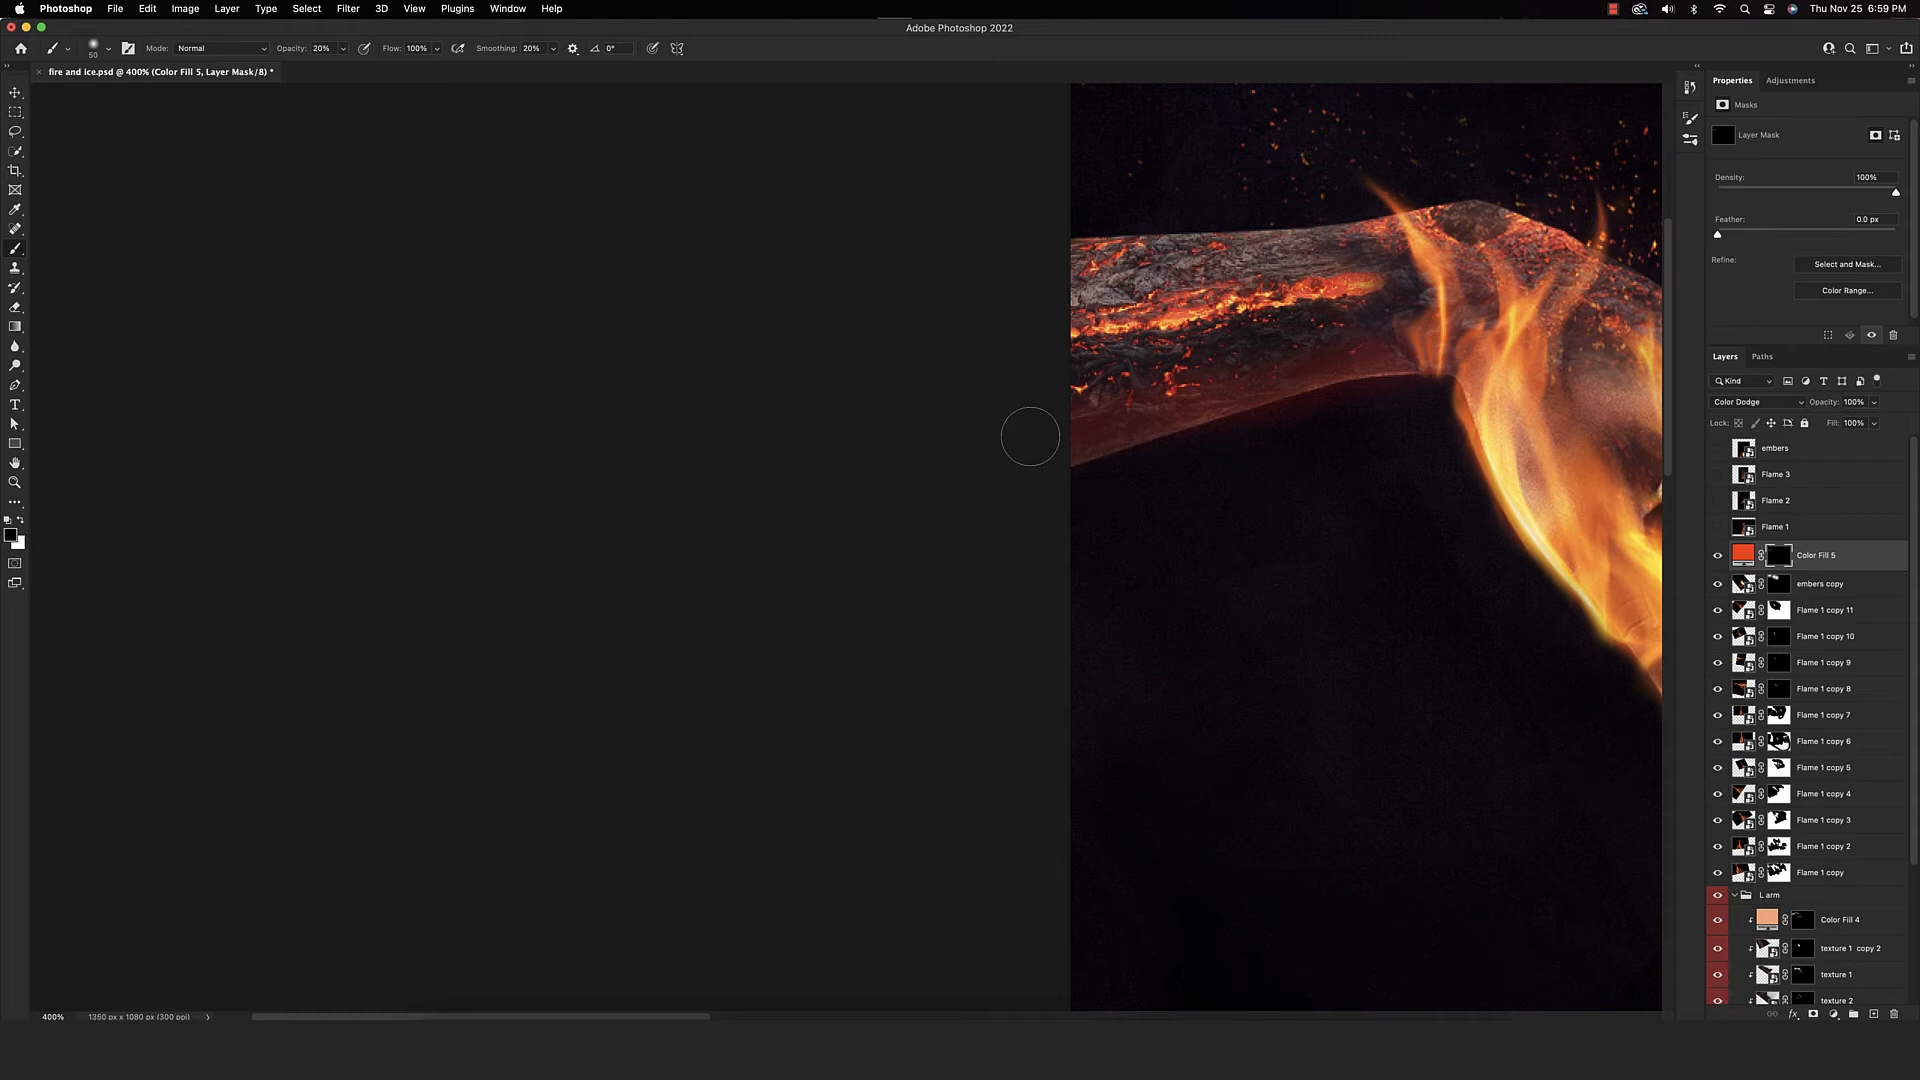 Photoshop File Edit Image Layer Type Select Filter 3D View Plugins Window Help
Thu Nov 25 6:59 PM
Adobe Photoshop 2022
50
Mode: Normal Opacity: 20% Flow: 100% Smoothing: 20% 0°
fire and ice.psd @ 400% (Color Fill 5, Layer Mask/8) *
Properties Adjustments
Masks
Layer Mask
Density: 100%
Feather: 0.0 px
Refine: Select and Mask...
Color Range...
Layers Paths
Kind
Color Dodge Opacity: 100%
Lock: Fill: 100%
embers
Flame 3
Flame 2
Flame 1
Color Fill 5
embers copy
Flame 1 copy 11
Flame 1 copy 10
Flame 1 copy 9
Flame 1 copy 8
Flame 1 copy 7
Flame 1 copy 6
Flame 1 copy 5
Flame 1 copy 4
Flame 1 copy 3
Flame 1 copy 2
Flame 1 copy
L arm
Color Fill 4
texture 1 copy 2
texture 1
texture 2
400% 1350 px x 1080 px (300 ppi)